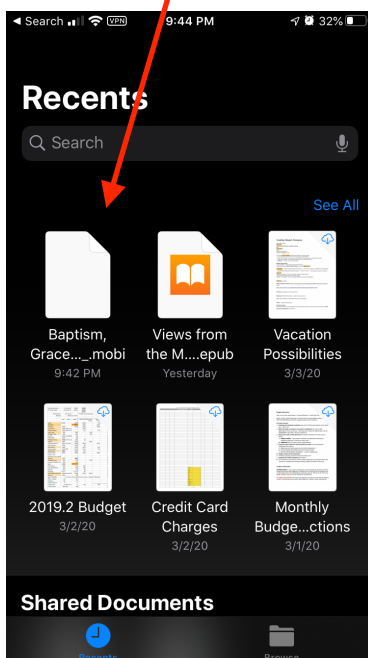 Search VPN 9:44 PM 32%
Recents
Search
See All
Baptism, Grace..._.mobi
9:42 PM
Views from the M....epub
Yesterday
Vacation Possibilities
3/3/20
2019.2 Budget
3/2/20
Credit Card Charges
3/2/20
Monthly Budge...ctions
3/1/20
Shared Documents
Recents
Browse